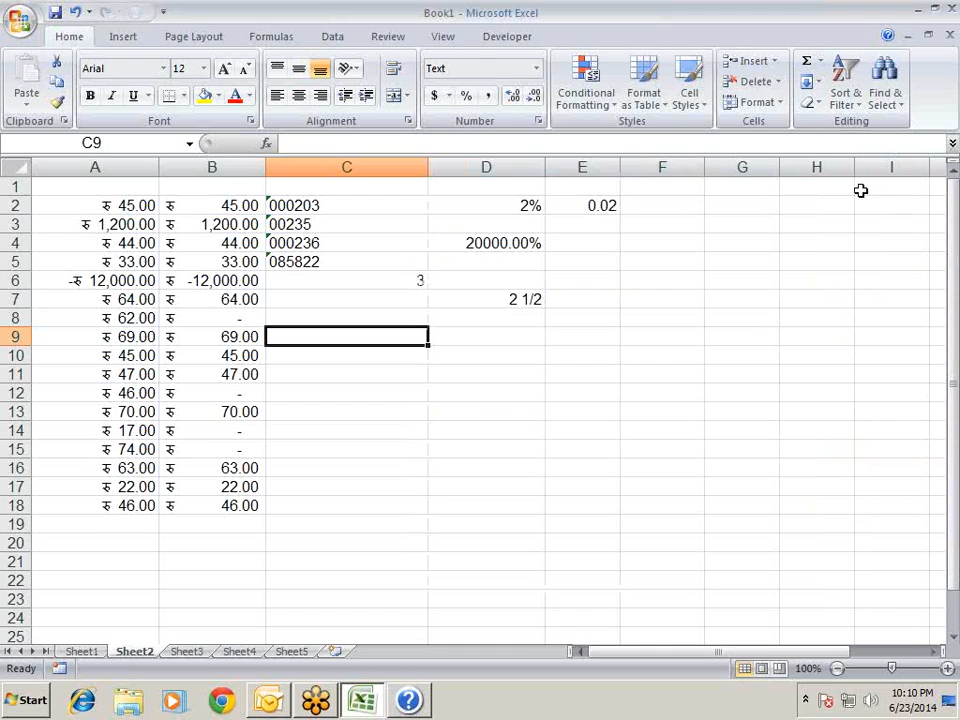 Book1 - Microsoft Excel
Home Insert Page Layout Formulas Data Review View Developer
Paste Arial 12 A A Text Conditional Formatting Format as Table Cell Styles Insert Delete Format Sort & Filter Find & Select
B I U A $ % , .00 .0
Clipboard Font Alignment Number Styles Cells Editing
C9 fx
A B C D E F G H I
1
2 रु 45.00 रु 45.00 000203 2% 0.02
3 रु 1,200.00 रु 1,200.00 00235
4 रु 44.00 रु 44.00 000236 20000.00%
5 रु 33.00 रु 33.00 085822
6 -रु 12,000.00 रु -12,000.00 3
7 रु 64.00 रु 64.00 2 1/2
8 रु 62.00 रु -
9 रु 69.00 रु 69.00
10 रु 45.00 रु 45.00
11 रु 47.00 रु 47.00
12 रु 46.00 रु -
13 रु 70.00 रु 70.00
14 रु 17.00 रु -
15 रु 74.00 रु -
16 रु 63.00 रु 63.00
17 रु 22.00 रु 22.00
18 रु 46.00 रु 46.00
19
20
21
22
23
24
25
Sheet1 Sheet2 Sheet3 Sheet4 Sheet5
Ready 100%
Start 10:10 PM
6/23/2014